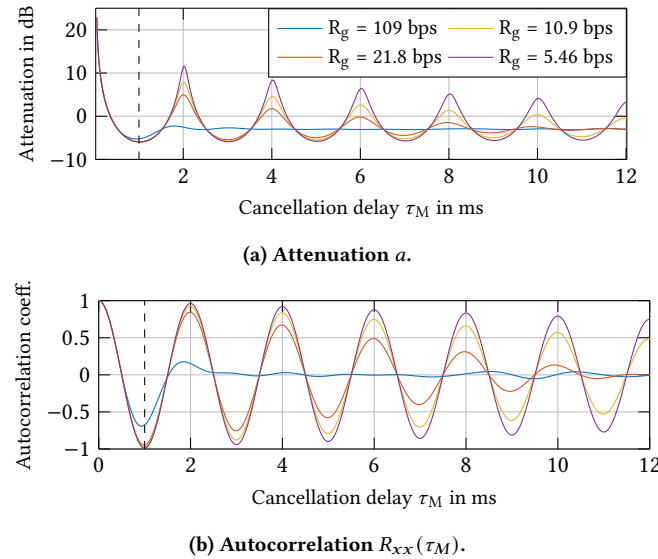 R_g = 109 bps R_g = 10.9 bps
R_g = 21.8 bps R_g = 5.46 bps
Attenuation in dB
20
10
0
−10
2 4 6 8 10 12
Cancellation delay τ_M in ms
(a) Attenuation a.
Autocorrelation coeff.
1
0.5
0
−0.5
−1
0 2 4 6 8 10 12
Cancellation delay τ_M in ms
(b) Autocorrelation R_xx(τ_M).